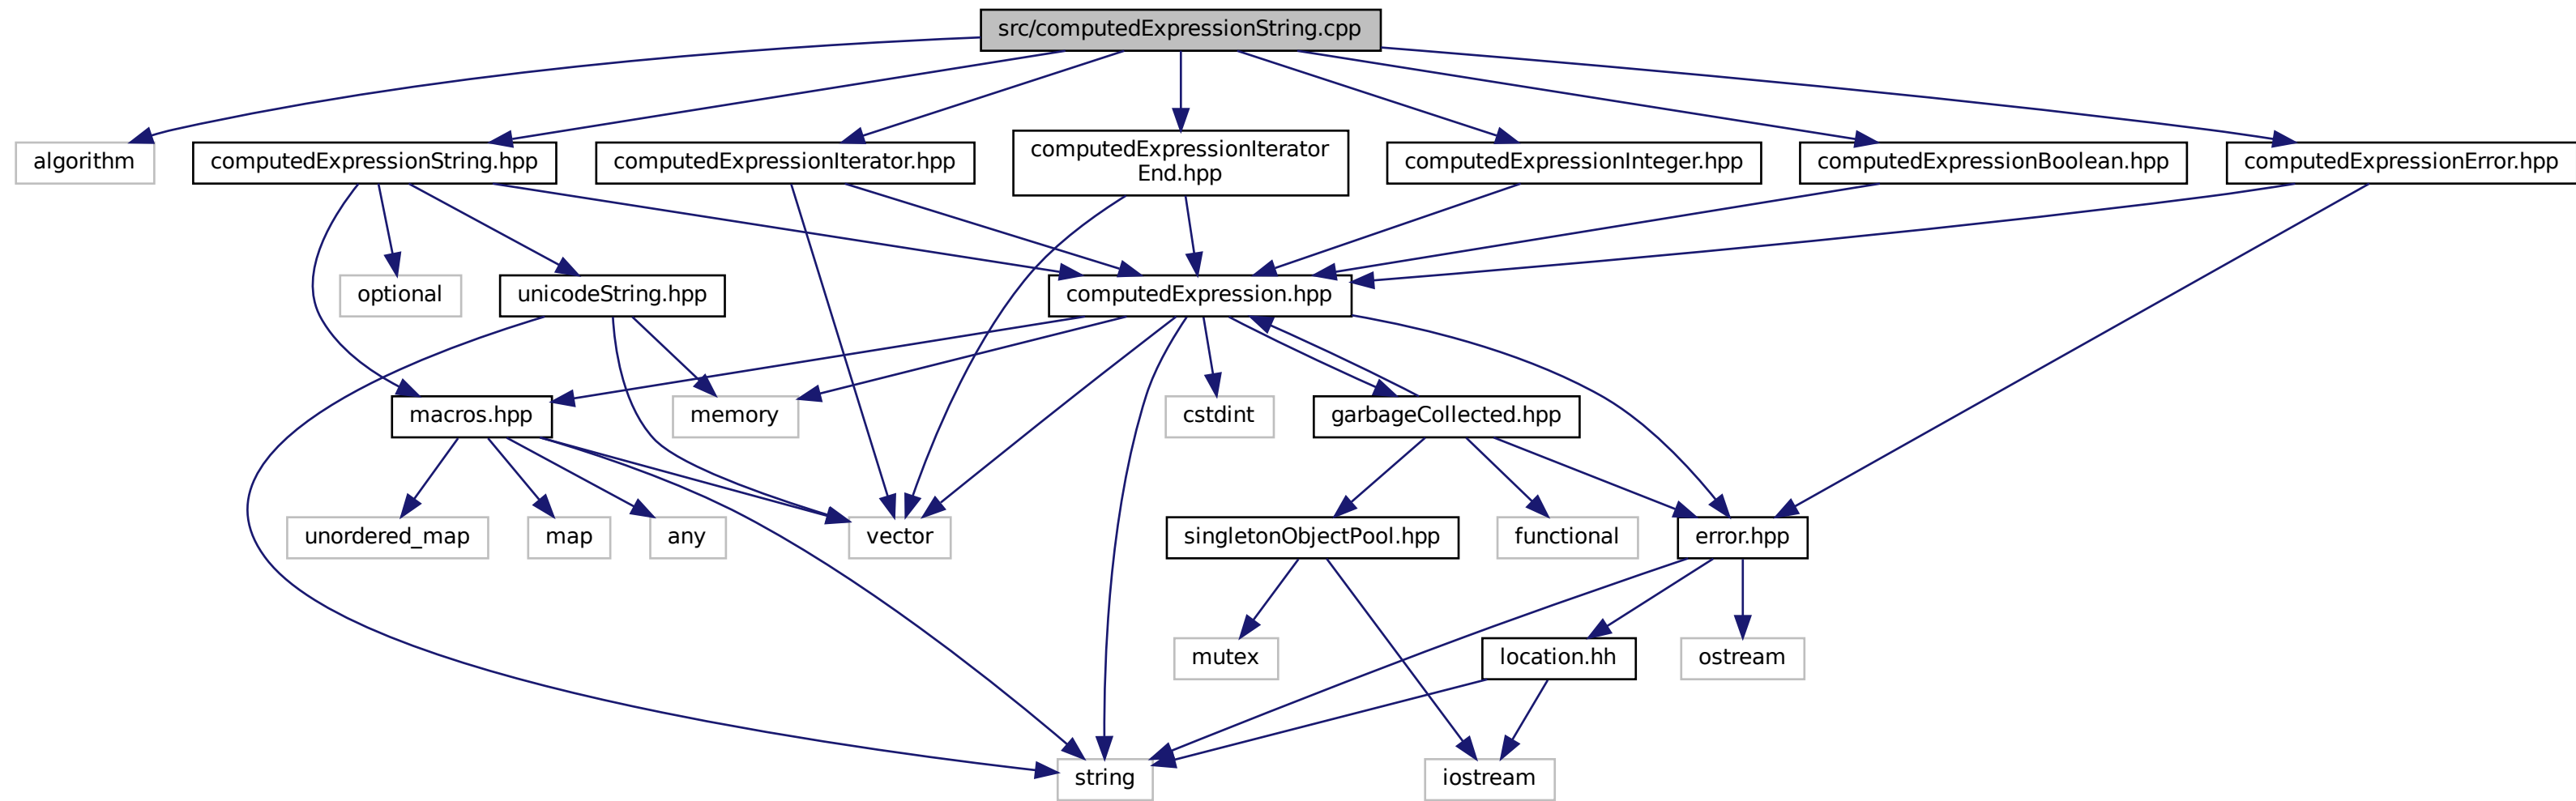 src/computedExpressionString.cpp
algorithm
computedExpressionString.hpp
computedExpressionIterator.hpp
computedExpressionIterator
End.hpp
computedExpressionInteger.hpp
computedExpressionBoolean.hpp
computedExpressionError.hpp
optional
unicodeString.hpp
computedExpression.hpp
macros.hpp
memory
cstdint
garbageCollected.hpp
unordered_map
map
any
vector
singletonObjectPool.hpp
functional
error.hpp
mutex
location.hh
ostream
string
iostream